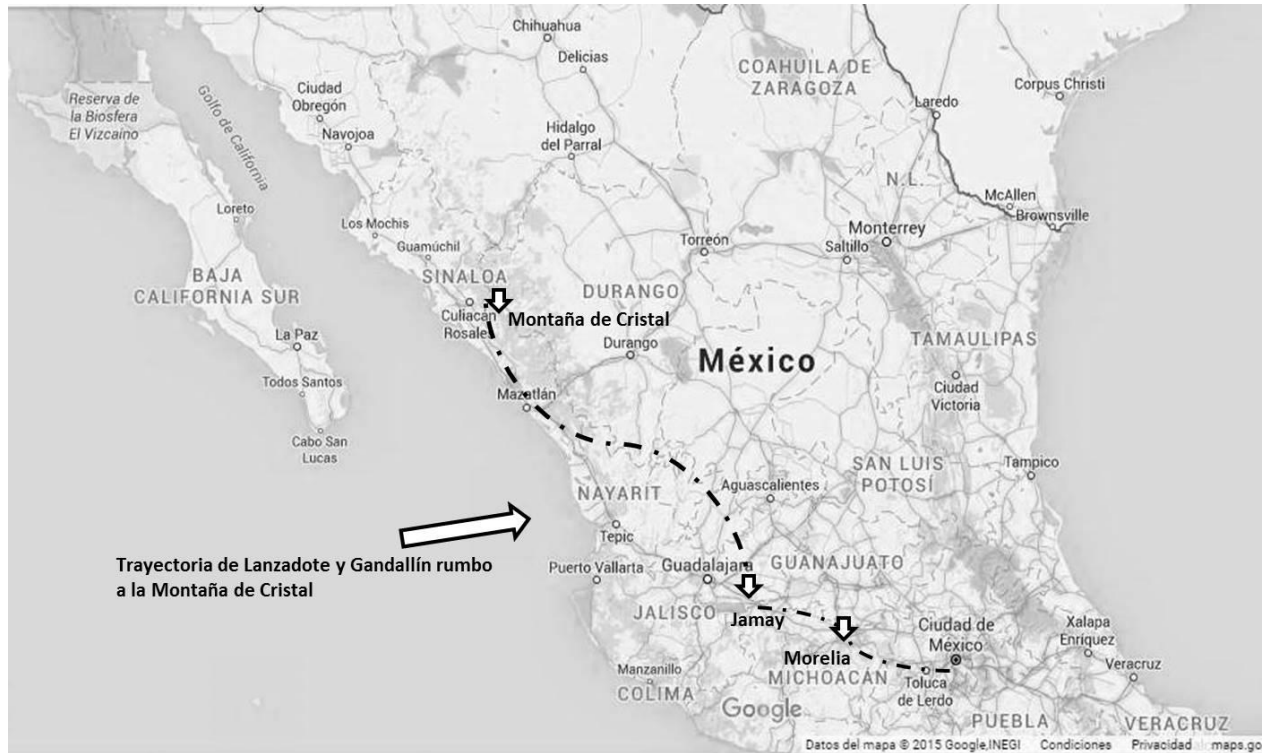 Chihuahua
Delicias
COAHUILA DE
ZARAGOZA
Corpus Christi
Laredo
Reserva de
la Biosfera
El Vizcaíno
Golfo de California
Ciudad
Obregón
Navojoa
Hidalgo
del Parral
N.L.
McAllen
Brownsville
Loreto
Los Mochis
Guamúchil
Monterrey
Torreón
Saltillo
BAJA
CALIFORNIA SUR
SINALOA
DURANGO
Culiacán
Rosales
Montaña de Cristal
La Paz
Durango
México
TAMAULIPAS
Todos Santos
Mazatlán
Ciudad
Victoria
Cabo San
Lucas
SAN LUIS
POTOSÍ
Tampico
Aguascalientes
NAYARIT
Tepic
Trayectoria de Lanzadote y Gandallín rumbo
a la Montaña de Cristal
Puerto Vallarta
Guadalajara
GUANAJUATO
JALISCO
Jamay
Ciudad de
México
Xalapa
Enríquez
Morelia
MICHOACÁN
Manzanillo
COLIMA
Toluca
de Lerdo
Veracruz
Google
PUEBLA
VERACRUZ
Datos del mapa © 2015 Google,INEGI Condiciones Privacidad maps.go